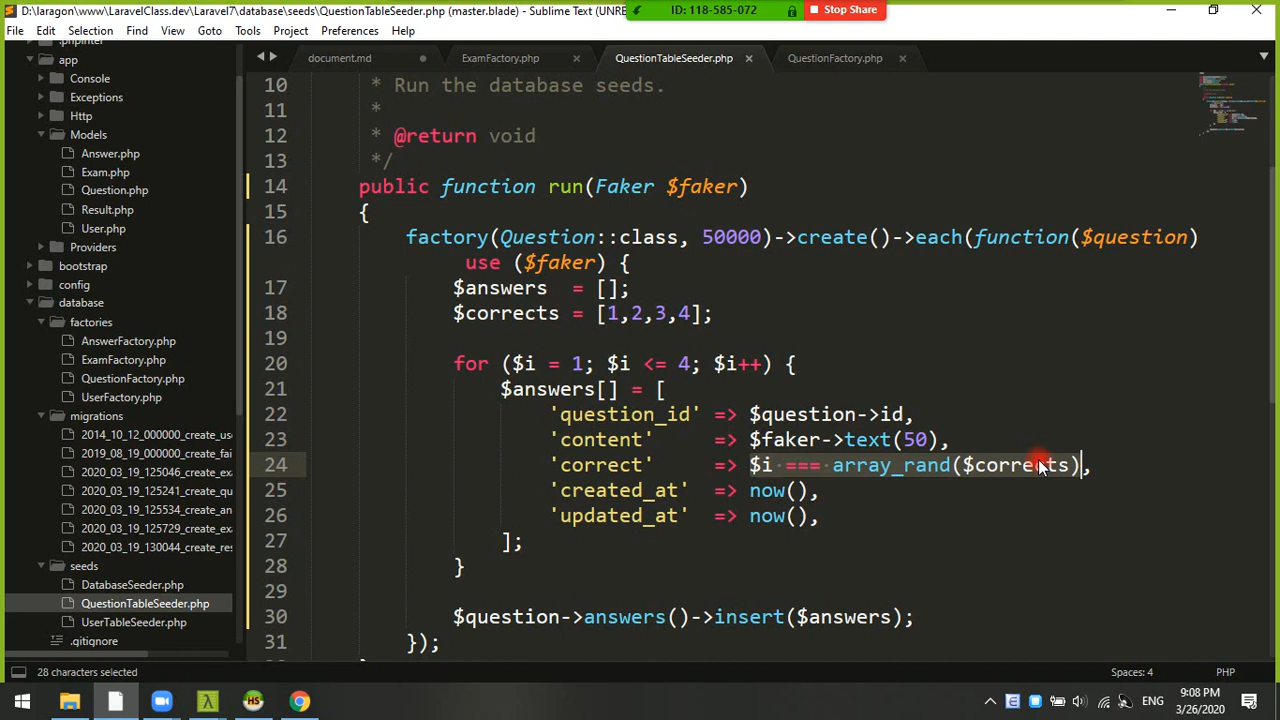 D:\laragon\www\LaravelClass.dev\Laravel7\database\seeds\QuestionTableSeeder.php (master.blade) - Sublime Text (UNRE
ID: 118-585-072
Stop Share
File Edit Selection Find View Goto Tools Project Preferences Help
document.md
ExamFactory.php
QuestionTableSeeder.php
QuestionFactory.php
.phpintel
app
Console
Exceptions
Http
Models
Answer.php
Exam.php
Question.php
Result.php
User.php
Providers
bootstrap
config
database
factories
AnswerFactory.php
ExamFactory.php
QuestionFactory.php
UserFactory.php
migrations
2014_10_12_000000_create_us
2019_08_19_000000_create_fai
2020_03_19_125046_create_ex
2020_03_19_125241_create_qu
2020_03_19_125534_create_an
2020_03_19_125729_create_ex
2020_03_19_130044_create_res
seeds
DatabaseSeeder.php
QuestionTableSeeder.php
UserTableSeeder.php
.gitignore
10 * Run the database seeds.
11 *
12 * @return void
13 */
14 public function run(Faker $faker)
15 {
16 factory(Question::class, 50000)->create()->each(function($question)
use ($faker) {
17 $answers = [];
18 $corrects = [1,2,3,4];
19
20 for ($i = 1; $i <= 4; $i++) {
21 $answers[] = [
22 'question_id' => $question->id,
23 'content' => $faker->text(50),
24 'correct' => $i === array_rand($corrects),
25 'created_at' => now(),
26 'updated_at' => now(),
27 ];
28 }
29
30 $question->answers()->insert($answers);
31 });
28 characters selected
Spaces: 4
PHP
ENG
9:08 PM
3/26/2020